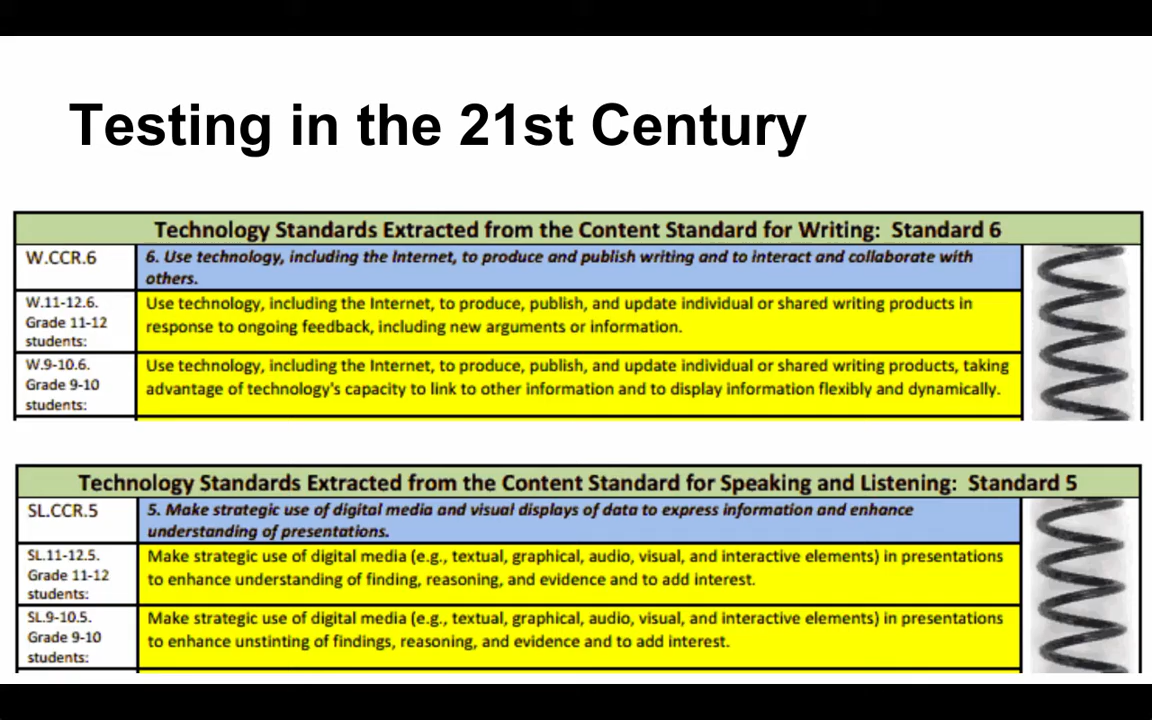 Testing in the 21st Century
Technology Standards Extracted from the Content Standard for Writing:  Standard 6
W.CCR.6
6. Use technology, including the Internet, to produce and publish writing and to interact and collaborate with
others.
W.11-12.6.
Grade 11-12
students:
Use technology, including the Internet, to produce, publish, and update individual or shared writing products in
response to ongoing feedback, including new arguments or information.
W.9-10.6.
Grade 9-10
students:
Use technology, including the Internet, to produce, publish, and update individual or shared writing products, taking
advantage of technology's capacity to link to other information and to display information flexibly and dynamically.
Technology Standards Extracted from the Content Standard for Speaking and Listening:  Standard 5
SL.CCR.5
5. Make strategic use of digital media and visual displays of data to express information and enhance
understanding of presentations.
SL.11-12.5.
Grade 11-12
students:
Make strategic use of digital media (e.g., textual, graphical, audio, visual, and interactive elements) in presentations
to enhance understanding of finding, reasoning, and evidence and to add interest.
SL.9-10.5.
Grade 9-10
students:
Make strategic use of digital media (e.g., textual, graphical, audio, visual, and interactive elements) in presentations
to enhance unstinting of findings, reasoning, and evidence and to add interest.